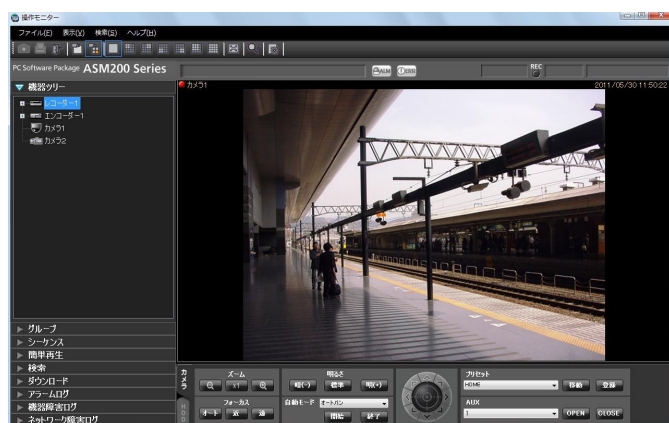 操作モニター
ファイル(F) 表示(V) 検索(S) ヘルプ(H)
PC Software Package ASM200 Series
ALM
REC
機器ツリー
カメラ1
2011/05/30 11:50:22
レコーダー1
エンコーダー1
カメラ1
カメラ2
グループ
シーケンス
簡単再生
検索
ダウンロード
アラームログ
機器障害ログ
ネットワーク障害ログ
カメラ
ズーム
x1
明るさ
暗(-) 標準 明(+)
フォーカス
オート 近 遠
自動モード オートパン
開始 終了
プリセット
HOME 移動 登録
AUX
1 OPEN CLOSE